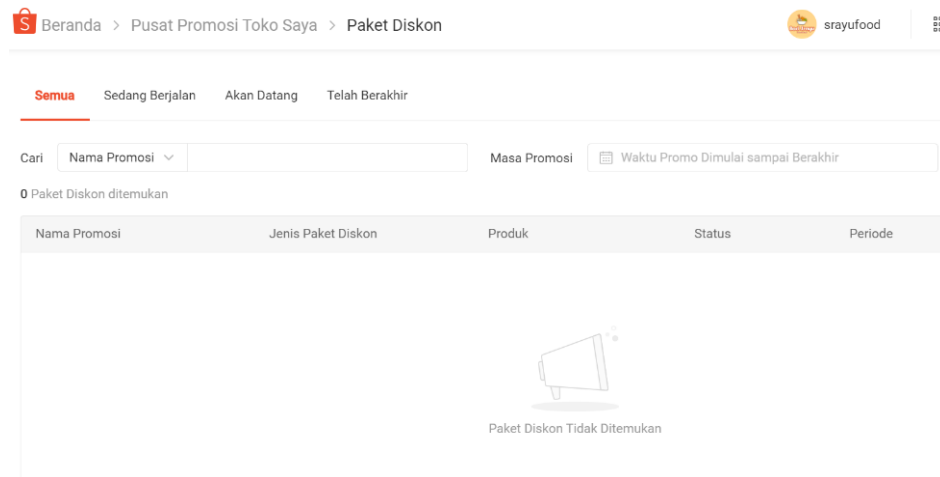 Beranda > Pusat Promosi Toko Saya > Paket Diskon srayufood
Semua Sedang Berjalan Akan Datang Telah Berakhir
Cari Nama Promosi Masa Promosi Waktu Promo Dimulai sampai Berakhir
0 Paket Diskon ditemukan
Nama Promosi Jenis Paket Diskon Produk Status Periode
Paket Diskon Tidak Ditemukan